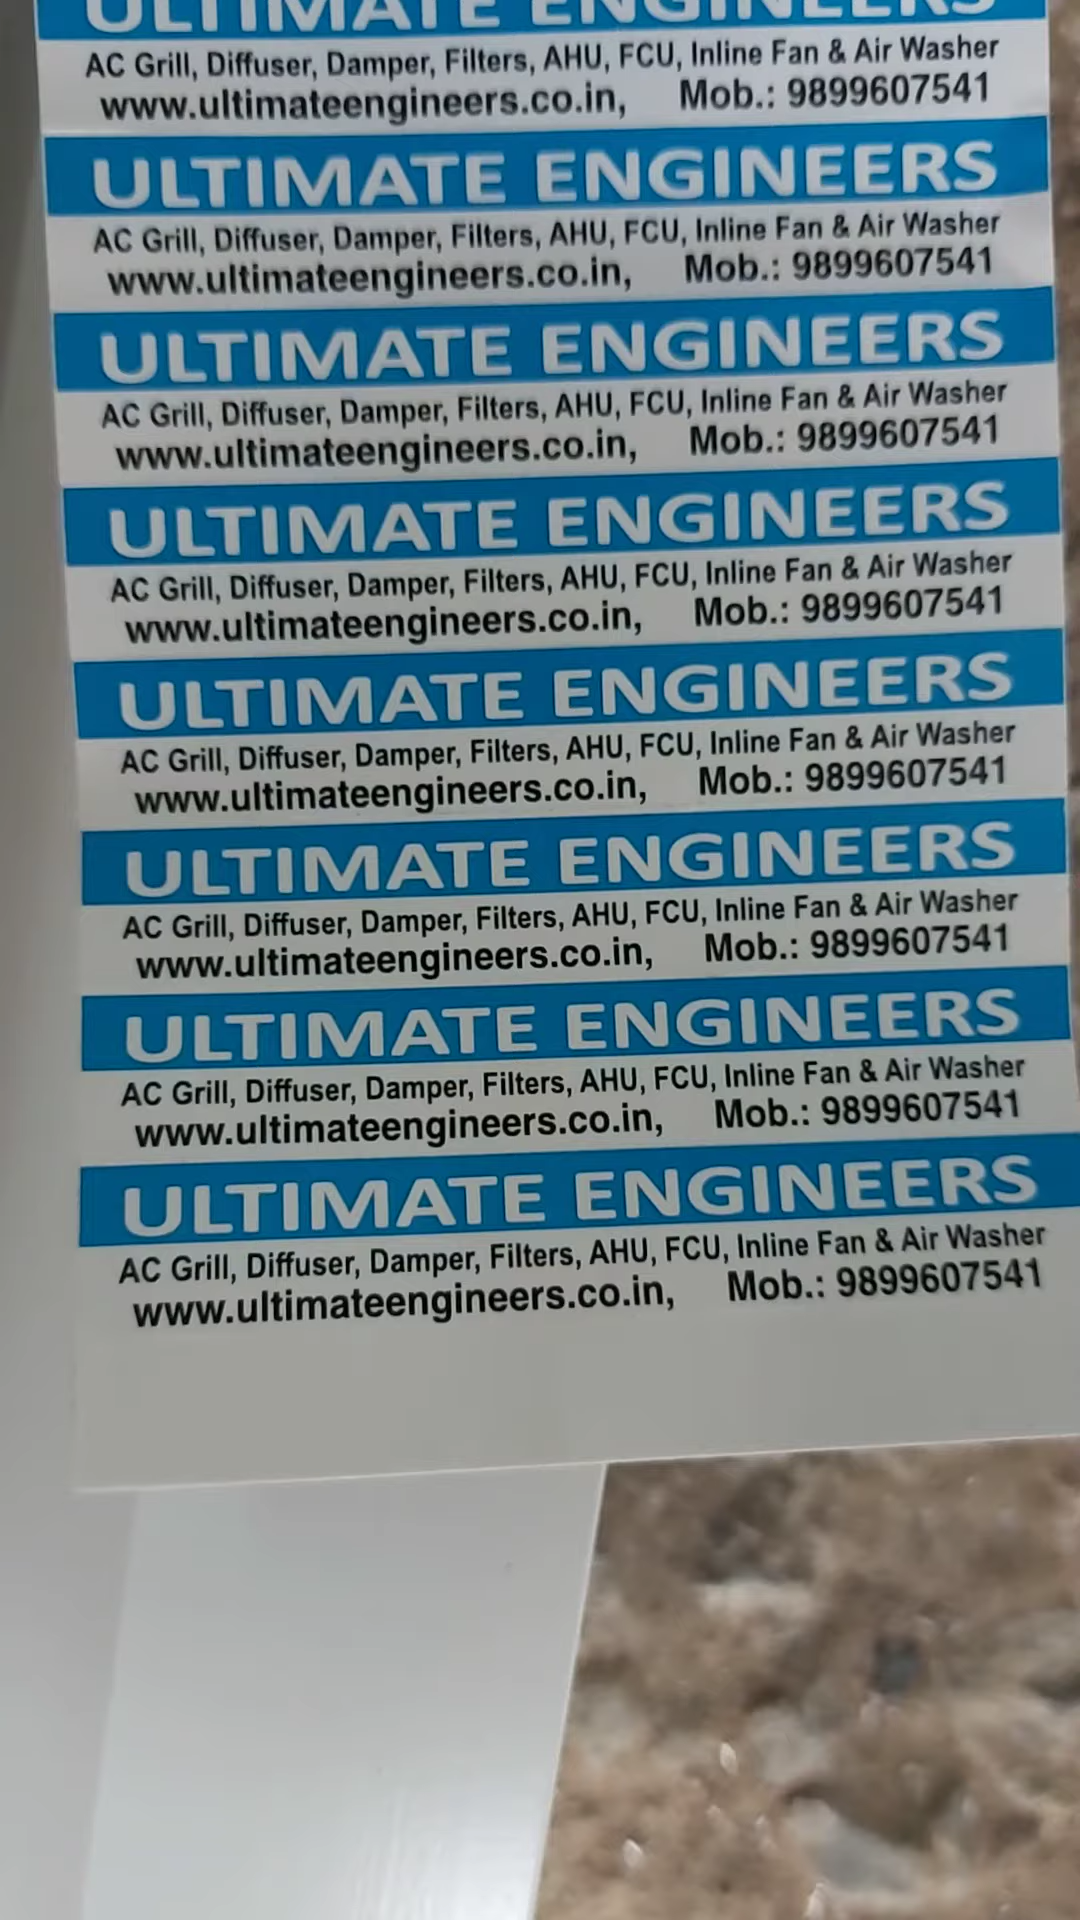 ULTIMATE ENGINEERS
AC Grill, Diffuser, Damper, Filters, AHU, FCU, Inline Fan & Air Washer
www.ultimateengineers.co.in, Mob.: 9899607541
ULTIMATE ENGINEERS
AC Grill, Diffuser, Damper, Filters, AHU, FCU, Inline Fan & Air Washer
www.ultimateengineers.co.in, Mob.: 9899607541
ULTIMATE ENGINEERS
AC Grill, Diffuser, Damper, Filters, AHU, FCU, Inline Fan & Air Washer
www.ultimateengineers.co.in, Mob.: 9899607541
ULTIMATE ENGINEERS
AC Grill, Diffuser, Damper, Filters, AHU, FCU, Inline Fan & Air Washer
www.ultimateengineers.co.in, Mob.: 9899607541
ULTIMATE ENGINEERS
AC Grill, Diffuser, Damper, Filters, AHU, FCU, Inline Fan & Air Washer
www.ultimateengineers.co.in, Mob.: 9899607541
ULTIMATE ENGINEERS
AC Grill, Diffuser, Damper, Filters, AHU, FCU, Inline Fan & Air Washer
www.ultimateengineers.co.in, Mob.: 9899607541
ULTIMATE ENGINEERS
AC Grill, Diffuser, Damper, Filters, AHU, FCU, Inline Fan & Air Washer
www.ultimateengineers.co.in, Mob.: 9899607541
ULTIMATE ENGINEERS
AC Grill, Diffuser, Damper, Filters, AHU, FCU, Inline Fan & Air Washer
www.ultimateengineers.co.in, Mob.: 9899607541